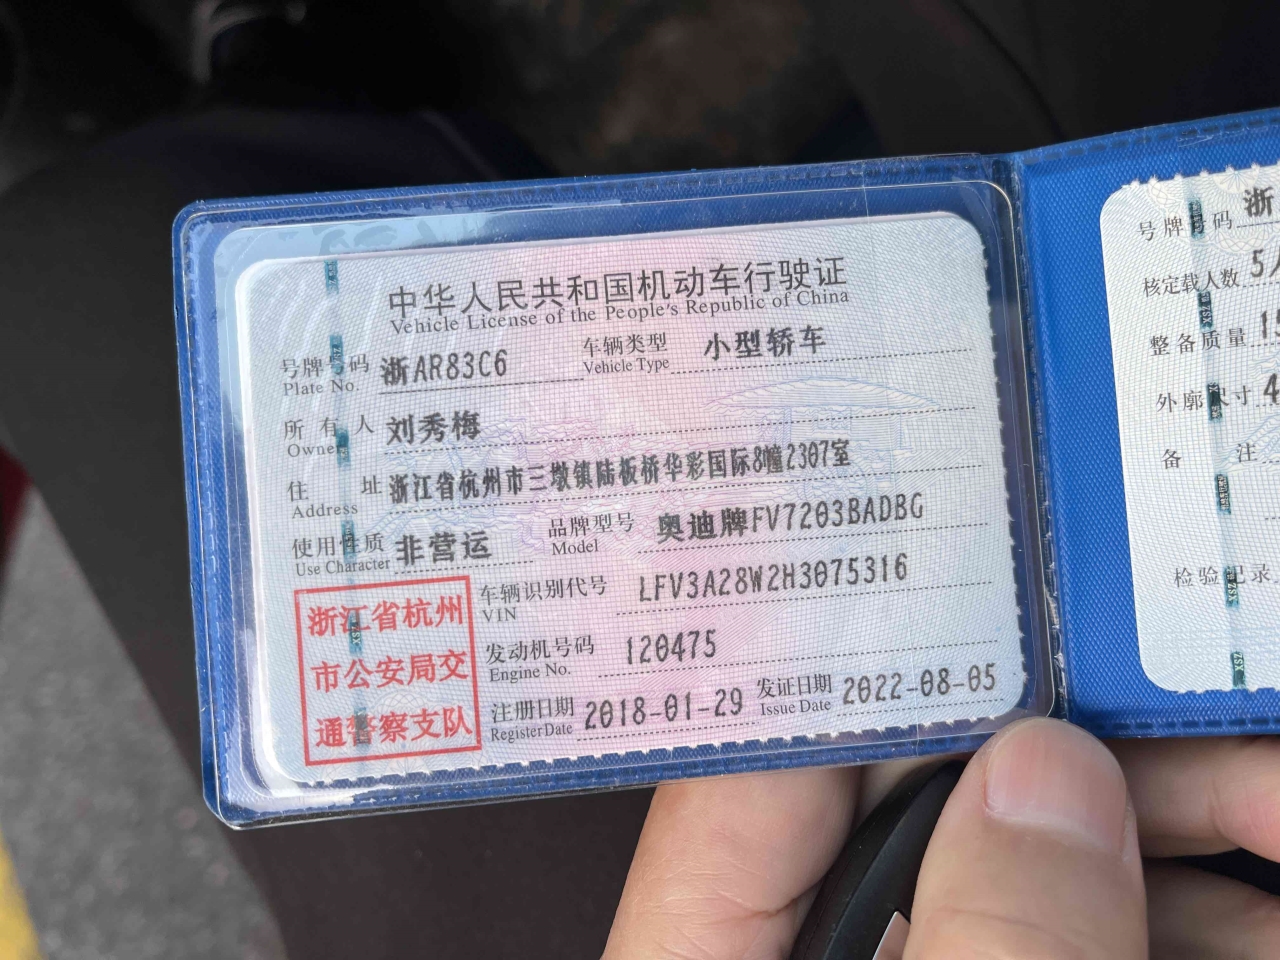 中华人民共和国机动车行驶证
Vehicle License of the People's Republic of China
号牌号码 浙AR83C6 车辆类型 小型轿车
Plate No. Vehicle Type
所有人 刘秀梅
Owner
住址 浙江省杭州市三墩镇陆板桥华彩国际8幢2307室
Address
使用性质 非营运 品牌型号 奥迪牌FV7203BADBG
Use Character Model
车辆识别代号 LFV3A28W2H3075316
VIN
发动机号码 120475
Engine No.
注册日期 2018-01-29 发证日期 2022-08-05
Register Date Issue Date
浙江省杭州
市公安局交
通警察支队
号牌号码 浙
核定载人数 5人
整备质量
外廓尺寸 4
备注
检验记录